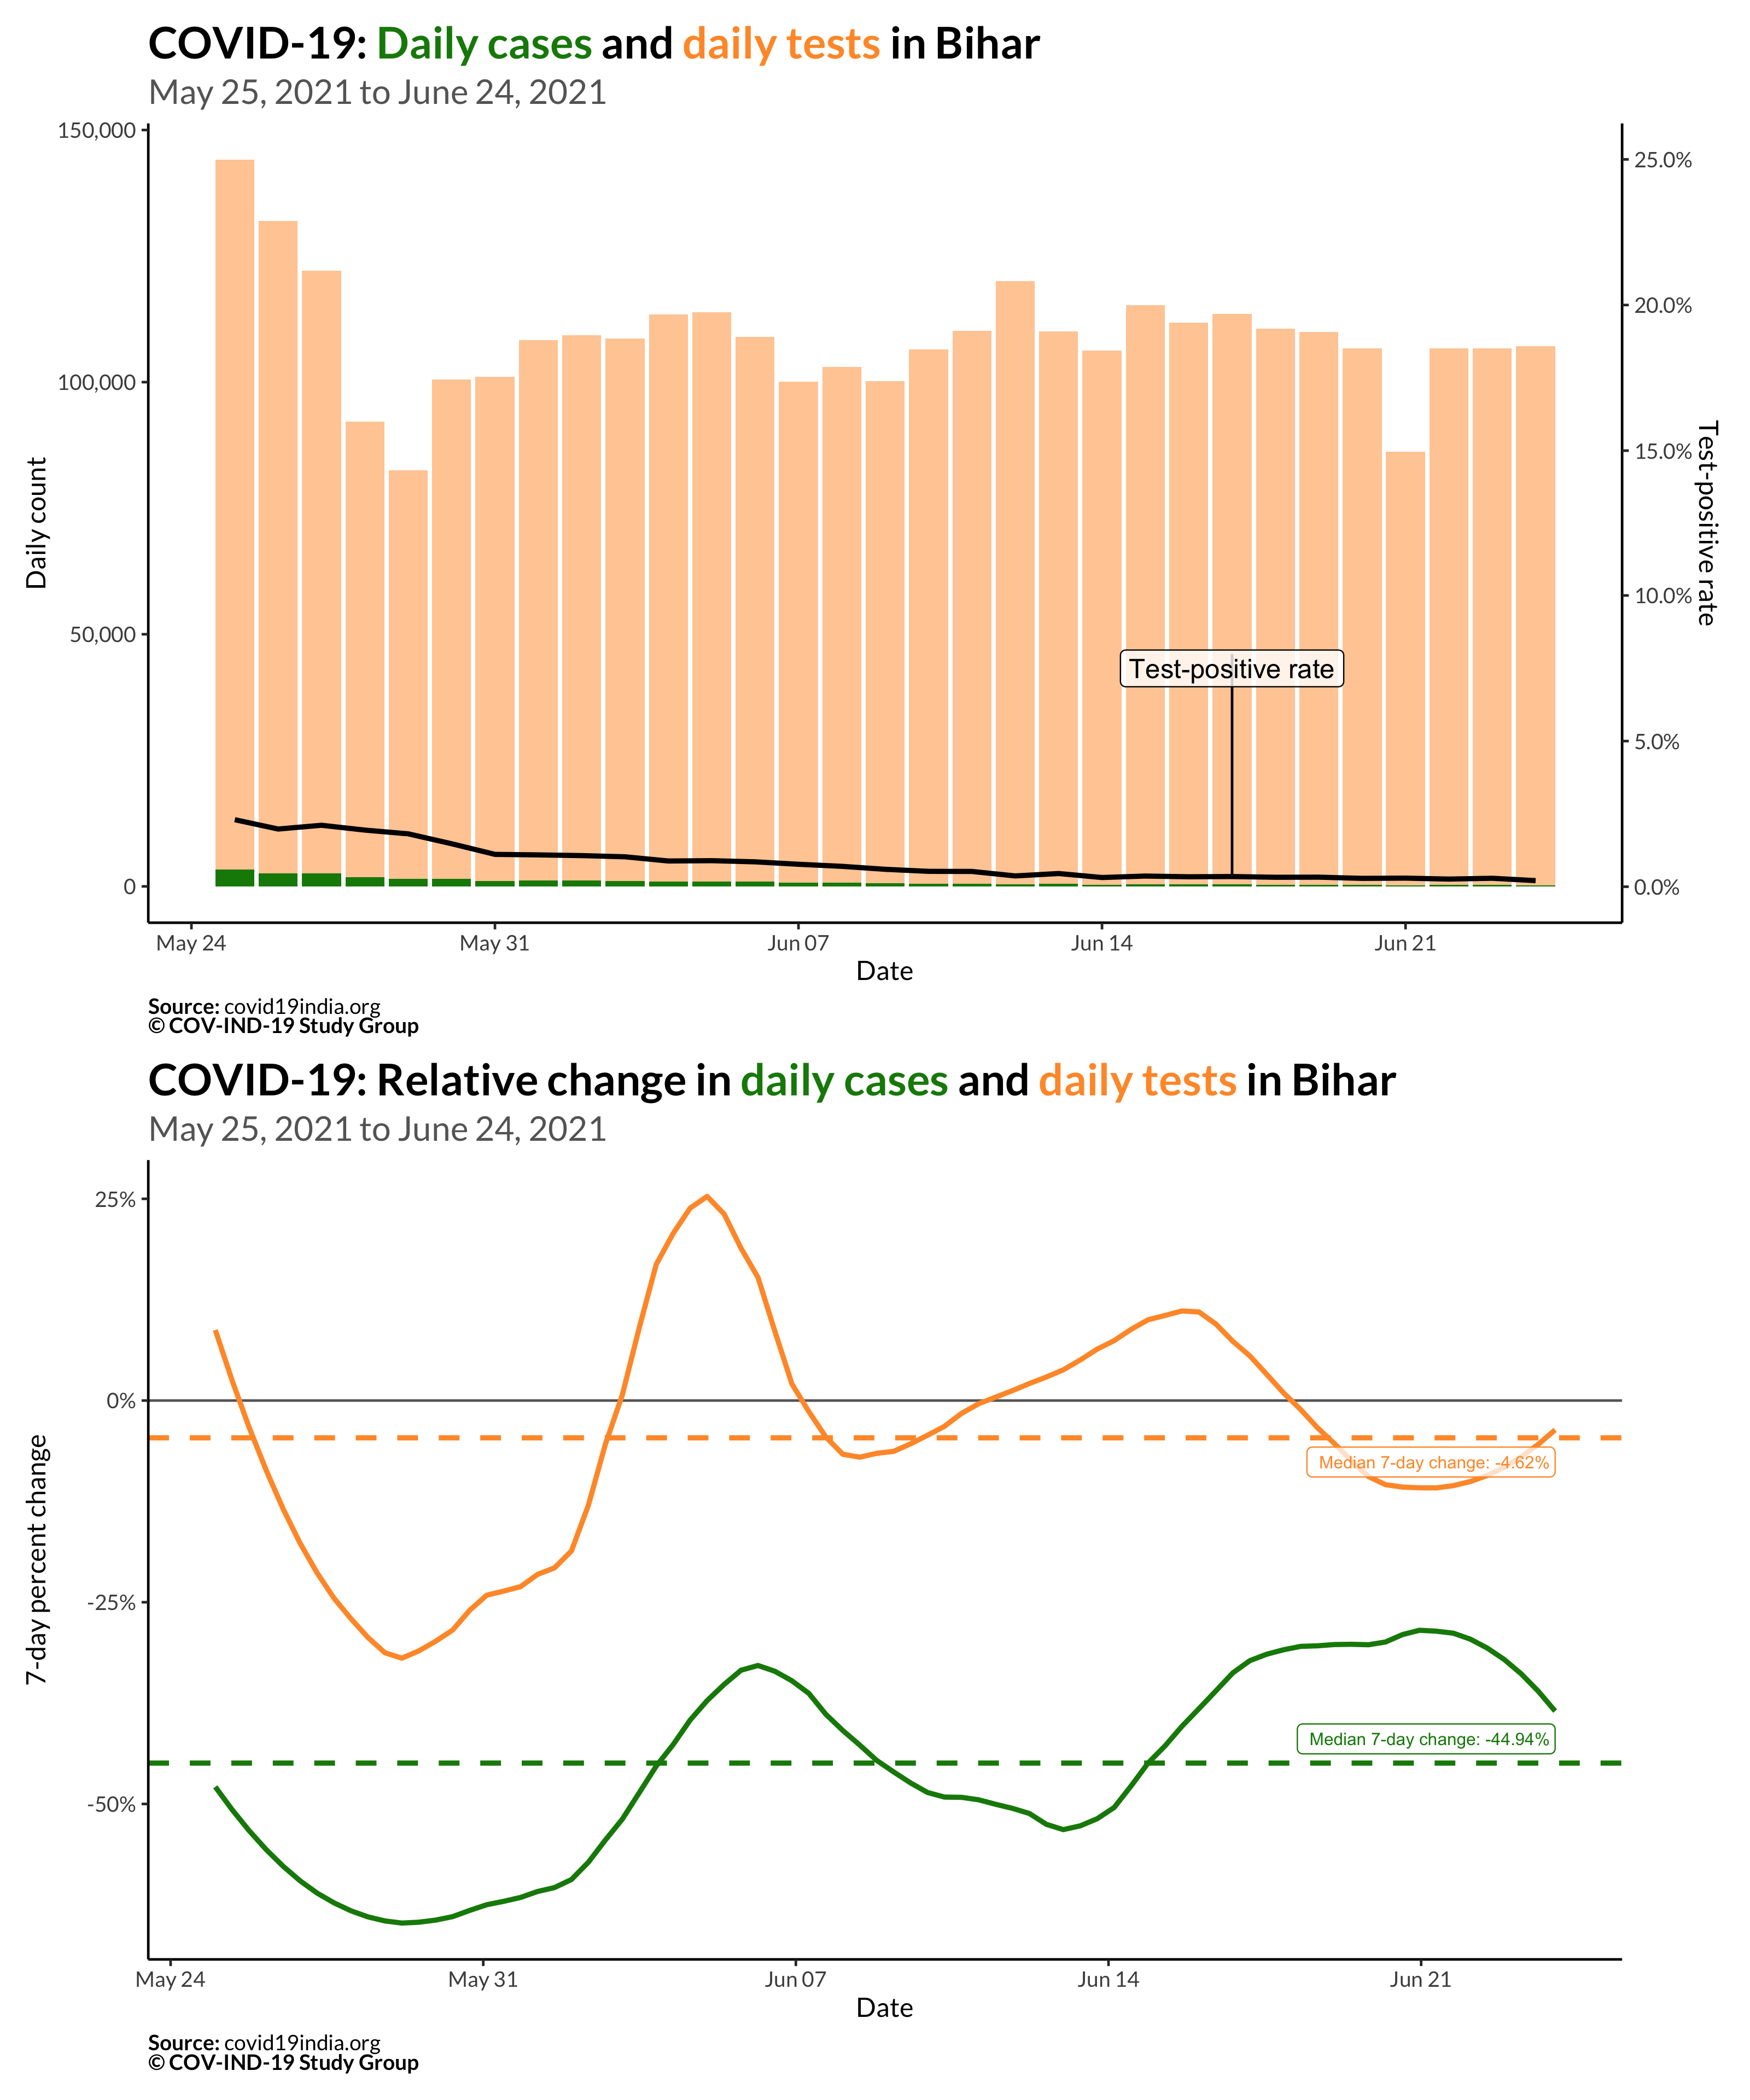 COVID-19: Daily cases and daily tests in Bihar
May 25, 2021 to June 24, 2021
150,000
100,000
50,000
0
Daily count
25.0%
20.0%
15.0%
10.0%
5.0%
0.0%
Test-positive rate
Test-positive rate
May 24
May 31
Jun 07
Jun 14
Jun 21
Date
Source: covid19india.org
© COV-IND-19 Study Group
COVID-19: Relative change in daily cases and daily tests in Bihar
May 25, 2021 to June 24, 2021
25%
0%
-25%
-50%
7-day percent change
Median 7-day change: -4.62%
Median 7-day change: -44.94%
May 24
May 31
Jun 07
Jun 14
Jun 21
Date
Source: covid19india.org
© COV-IND-19 Study Group